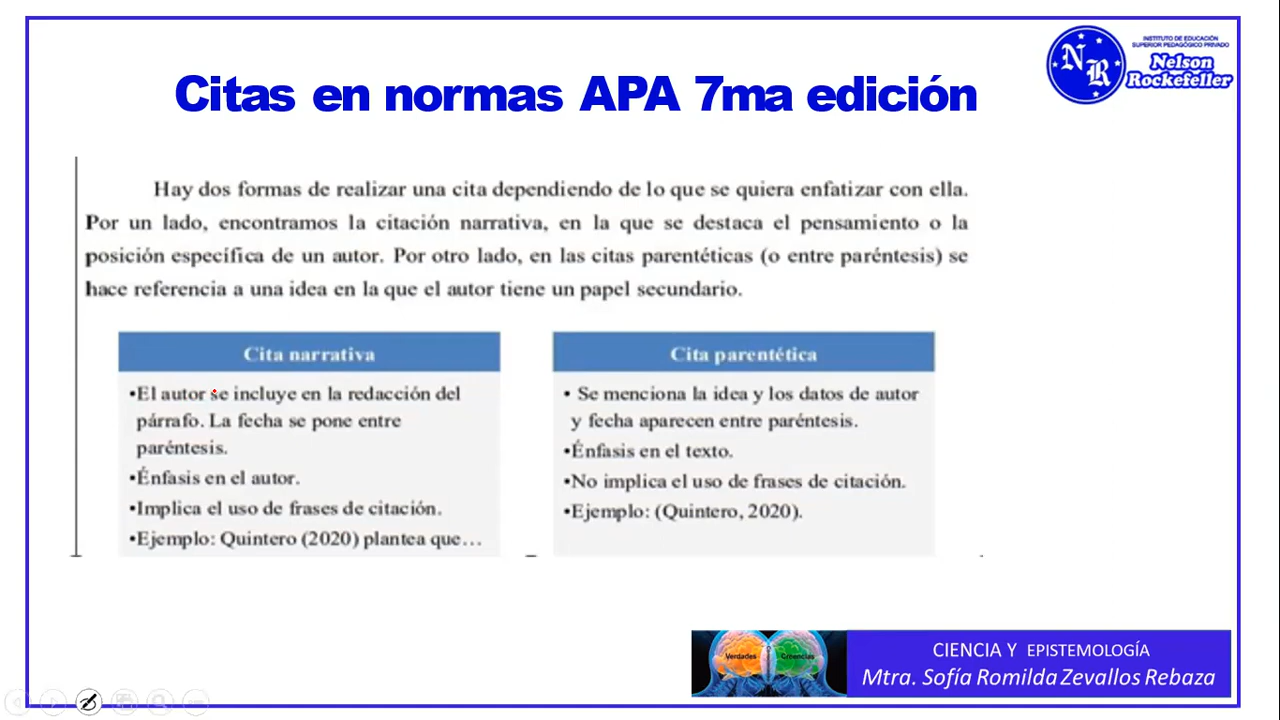 INSTITUTO DE EDUCACIÓN
SUPERIOR PEDAGÓGICO PRIVADO
NR
Nelson
Rockefeller
Citas en normas APA 7ma edición
Hay dos formas de realizar una cita dependiendo de lo que se quiera enfatizar con ella.
Por un lado, encontramos la citación narrativa, en la que se destaca el pensamiento o la
posición específica de un autor. Por otro lado, en las citas parentéticas (o entre paréntesis) se
hace referencia a una idea en la que el autor tiene un papel secundario.
Cita narrativa
•El autor se incluye en la redacción del
párrafo. La fecha se pone entre
paréntesis.
•Énfasis en el autor.
•Implica el uso de frases de citación.
•Ejemplo: Quintero (2020) plantea que…
Cita parentética
• Se menciona la idea y los datos de autor
y fecha aparecen entre paréntesis.
•Énfasis en el texto.
•No implica el uso de frases de citación.
•Ejemplo: (Quintero, 2020).
Verdades
Creencias
CIENCIA Y EPISTEMOLOGÍA
Mtra. Sofía Romilda Zevallos Rebaza